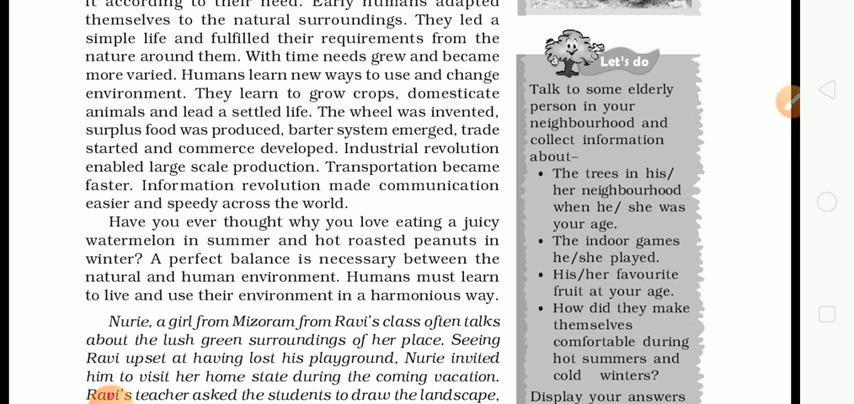 it according to their need. Early humans adapted
themselves to the natural surroundings. They led a
simple life and fulfilled their requirements from the
nature around them. With time needs grew and became
more varied. Humans learn new ways to use and change
environment. They learn to grow crops, domesticate
animals and lead a settled life. The wheel was invented,
surplus food was produced, barter system emerged, trade
started and commerce developed. Industrial revolution
enabled large scale production. Transportation became
faster. Information revolution made communication
easier and speedy across the world.
Have you ever thought why you love eating a juicy
watermelon in summer and hot roasted peanuts in
winter? A perfect balance is necessary between the
natural and human environment. Humans must learn
to live and use their environment in a harmonious way.
Nurie, a girl from Mizoram from Ravi's class often talks
about the lush green surroundings of her place. Seeing
Ravi upset at having lost his playground, Nurie invited
him to visit her home state during the coming vacation.
Ravi's teacher asked the students to draw the landscape,
Let's do
Talk to some elderly
person in your
neighbourhood and
collect information
about–
• The trees in his/
her neighbourhood
when he/ she was
your age.
• The indoor games
he/she played.
• His/her favourite
fruit at your age.
• How did they make
themselves
comfortable during
hot summers and
cold winters?
Display your answers